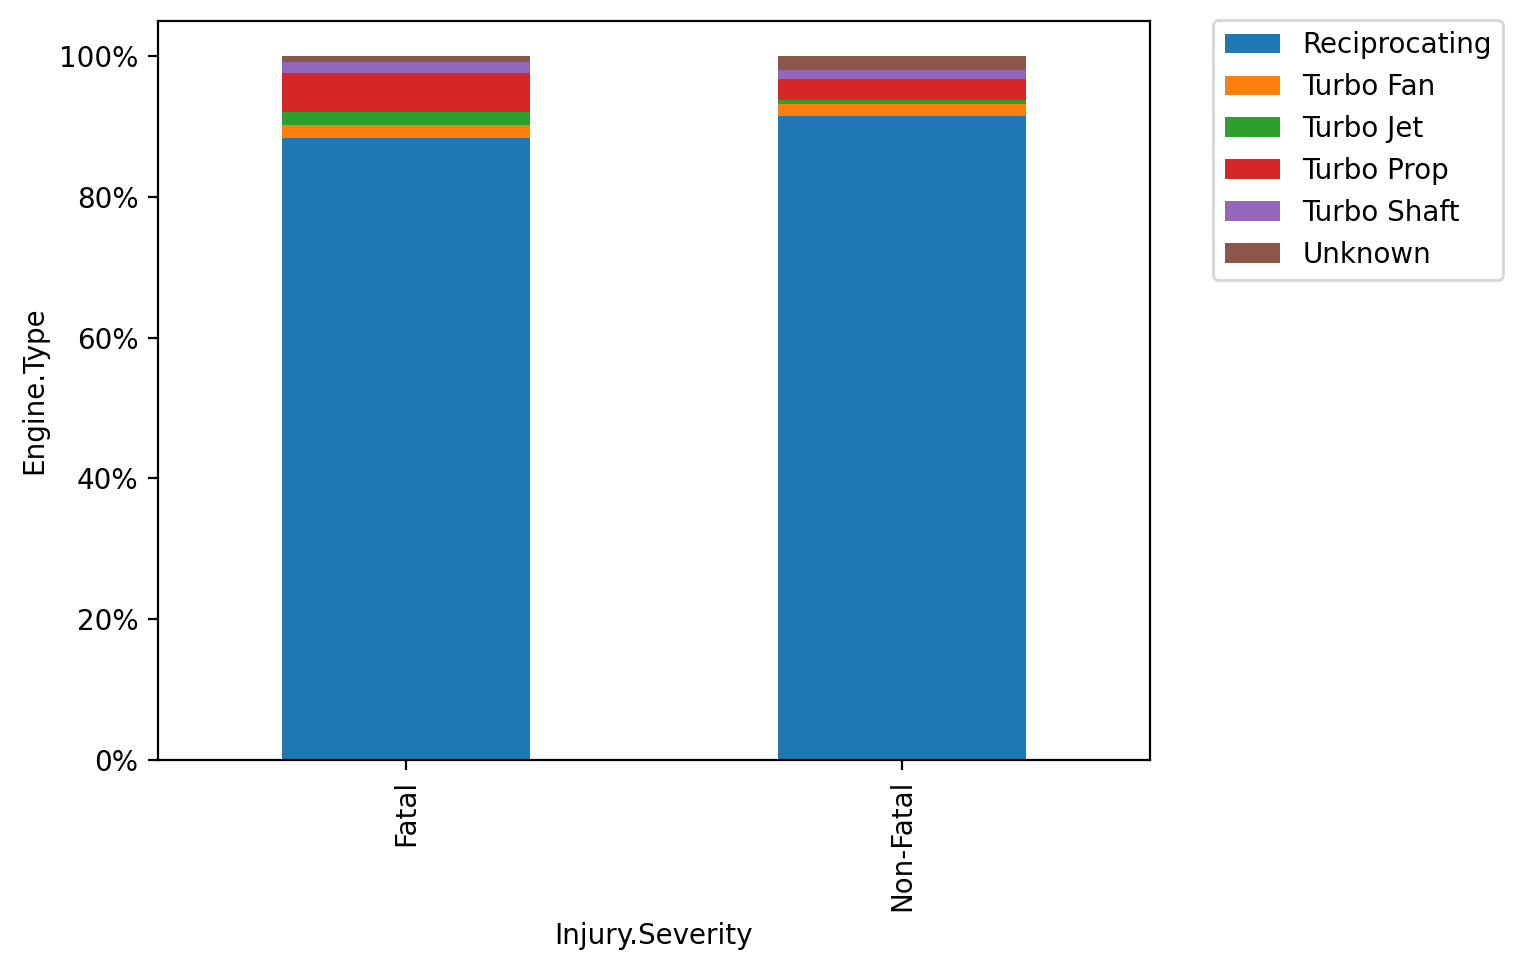 100%
80%
60%
40%
20%
0%
Engine.Type
Fatal
Non-Fatal
Injury.Severity
Reciprocating
Turbo Fan
Turbo Jet
Turbo Prop
Turbo Shaft
Unknown